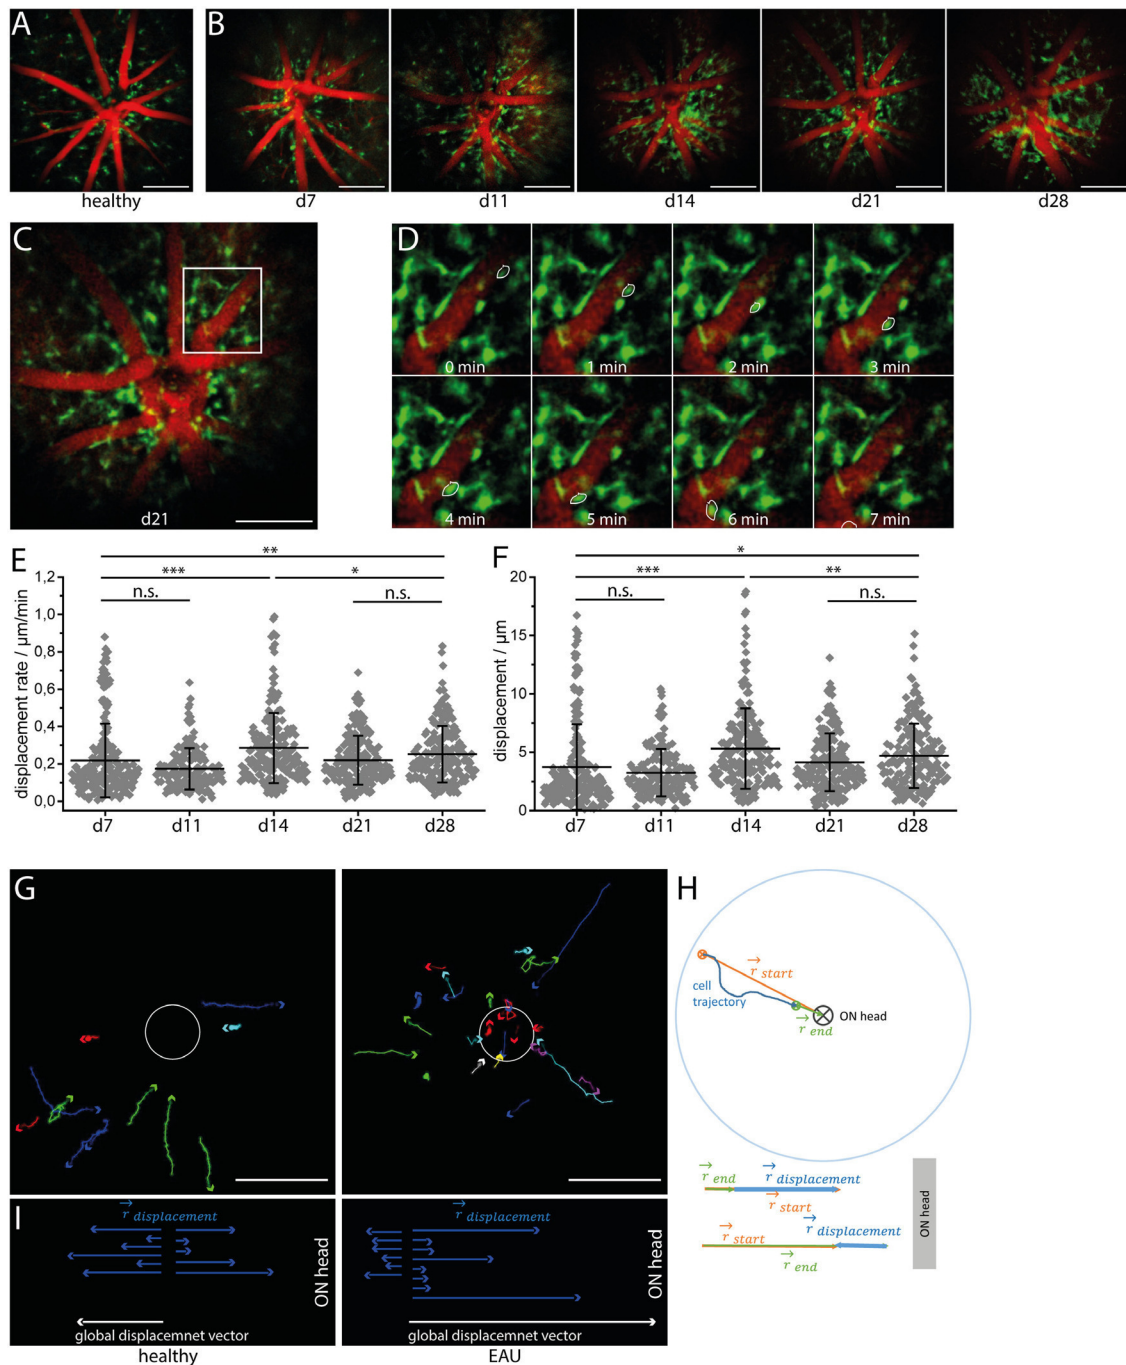 A
B
healthy
d7
d11
d14
d21
d28
C
d21
D
0 min
1 min
2 min
3 min
4 min
5 min
6 min
7 min
E
**
***
*
n.s.
n.s.
1,2
1,0
0,8
0,6
0,4
0,2
0,0
displacement rate / µm/min
d7
d11
d14
d21
d28
F
*
***
**
n.s.
n.s.
20
15
10
5
0
displacement / µm
d7
d11
d14
d21
d28
G
H
r start
cell
trajectory
ON head
r end
r end
r displacement
r start
r start
r displacement
r end
ON head
I
r displacement
ON head
global displacemnet vector
healthy
r displacement
ON head
global displacemnet vector
EAU